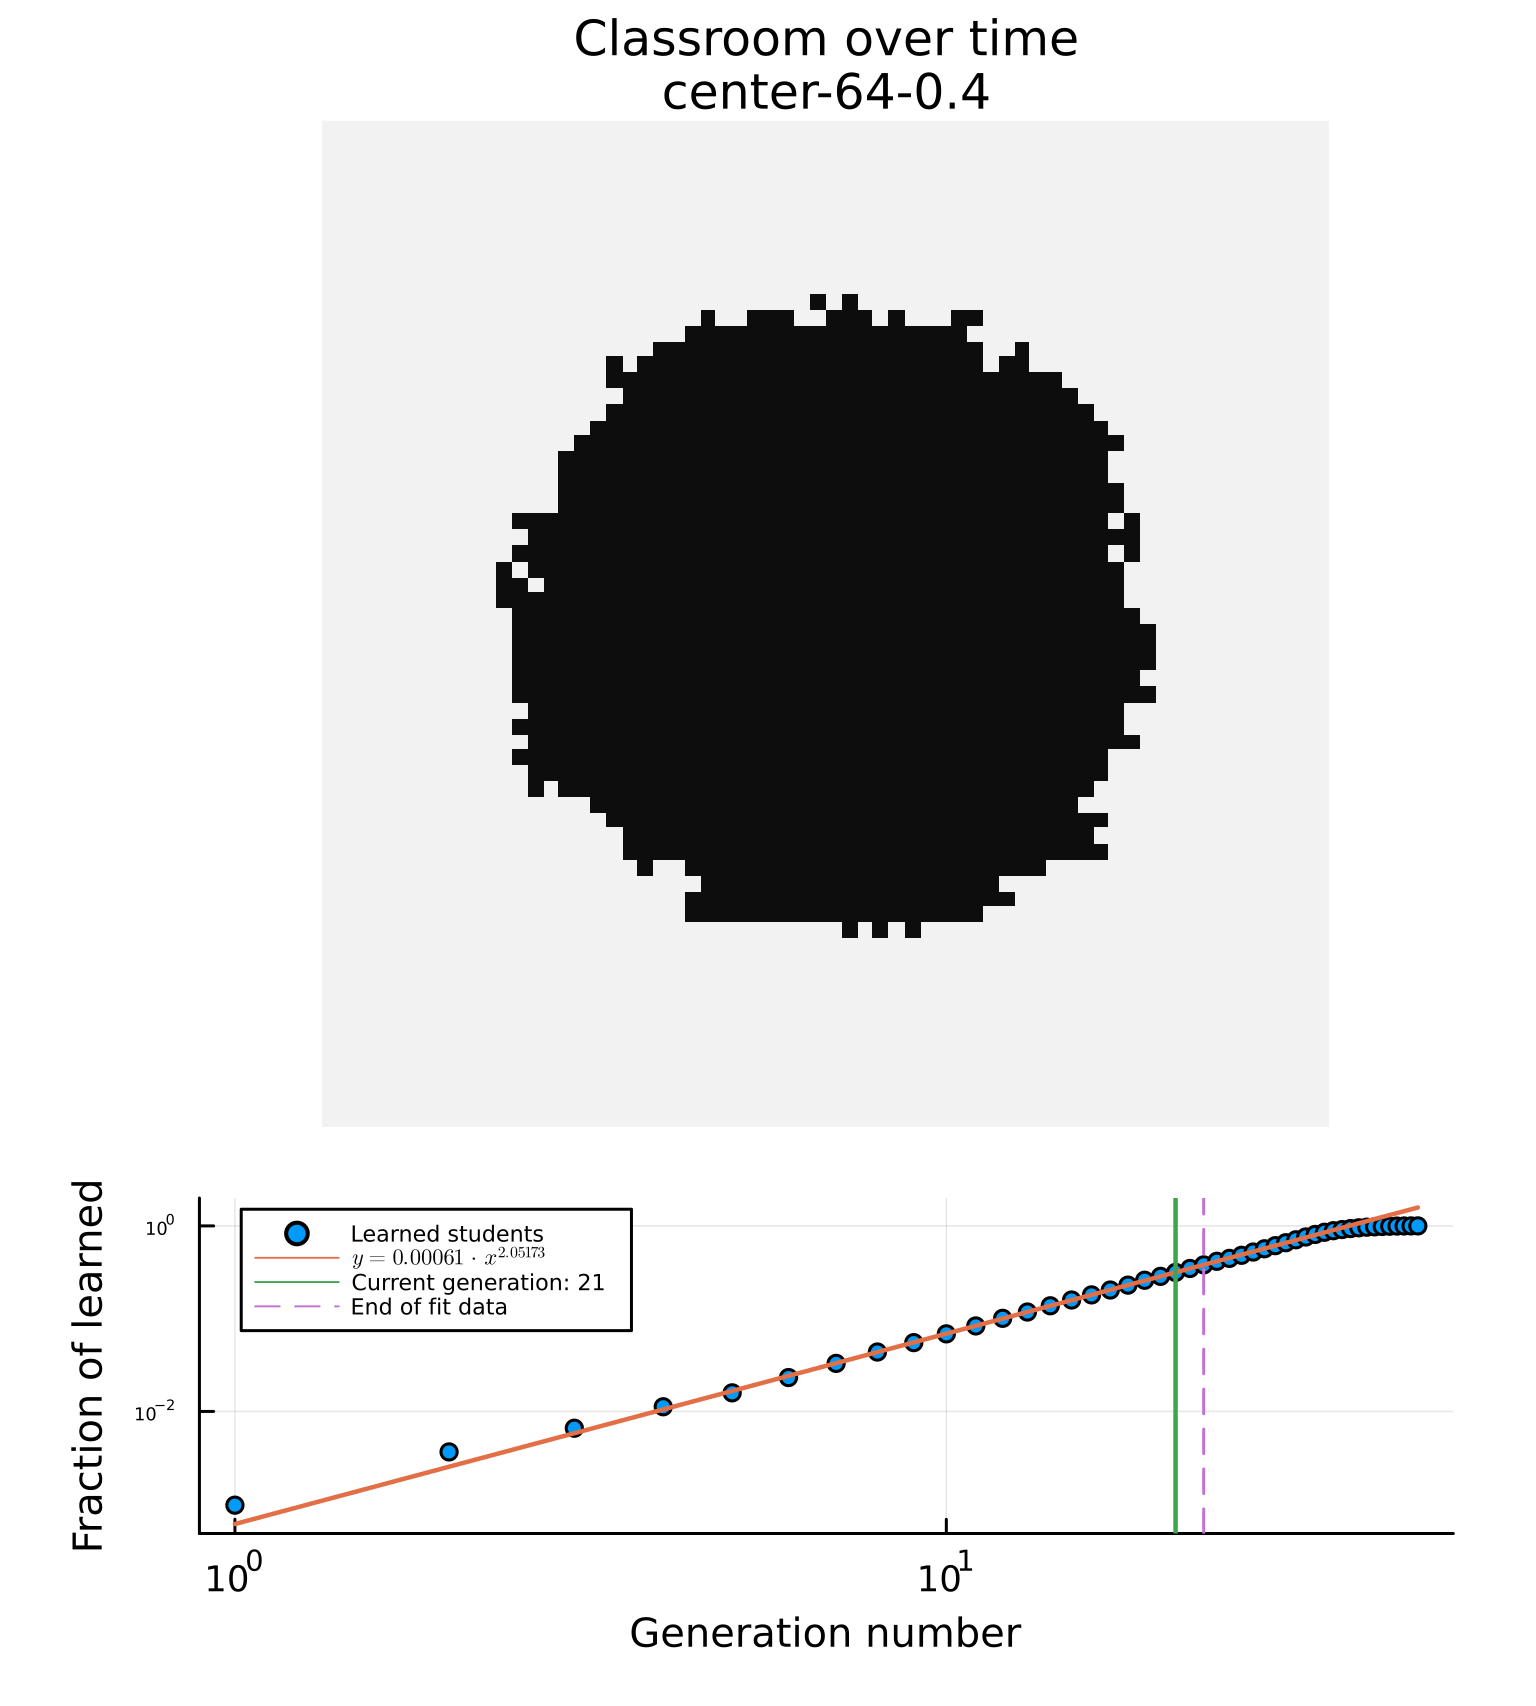 Classroom over time
center-64-0.4
Fraction of learned
10^0
10^-2
Learned students
y = 0.00061 · x^2.05173
Current generation: 21
End of fit data
10^0
10^1
Generation number